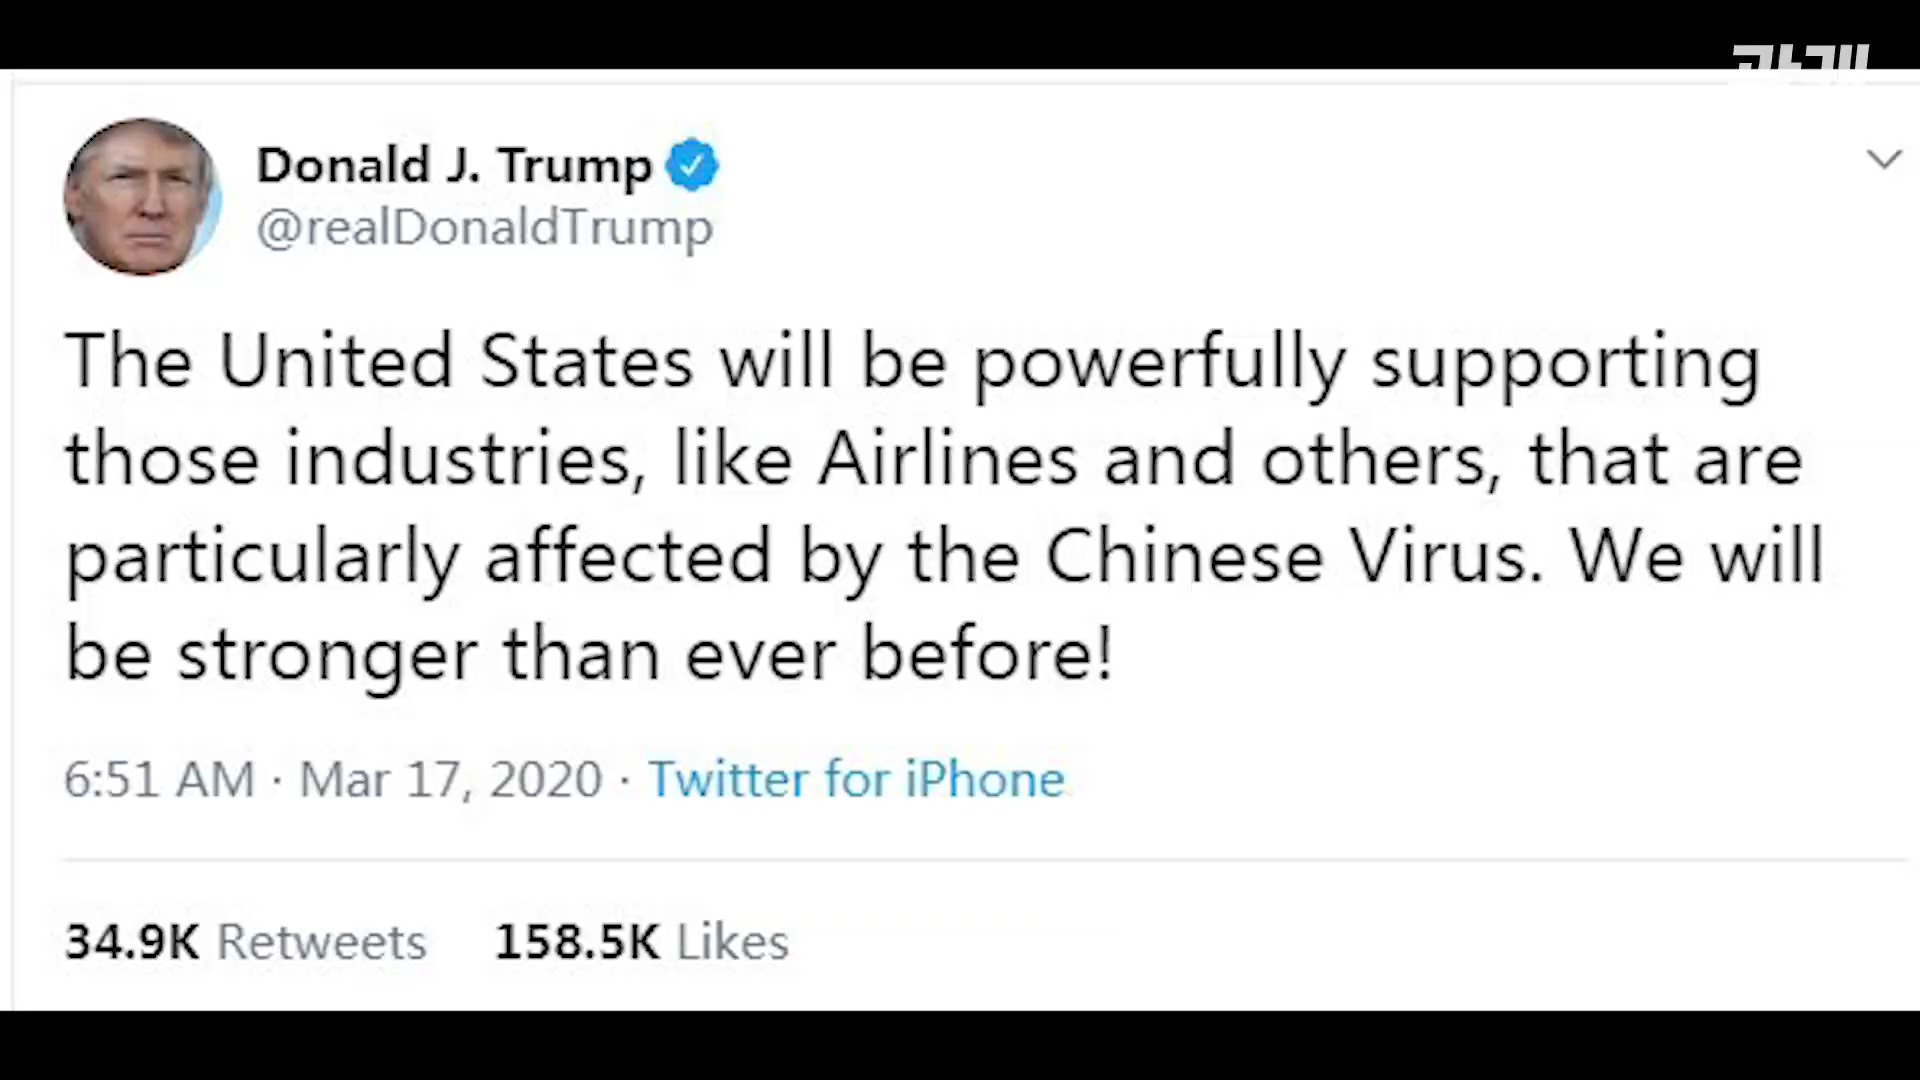 Donald J. Trump
@realDonaldTrump
The United States will be powerfully supporting
those industries, like Airlines and others, that are
particularly affected by the Chinese Virus. We will
be stronger than ever before!
6:51 AM · Mar 17, 2020 · Twitter for iPhone
34.9K Retweets 158.5K Likes